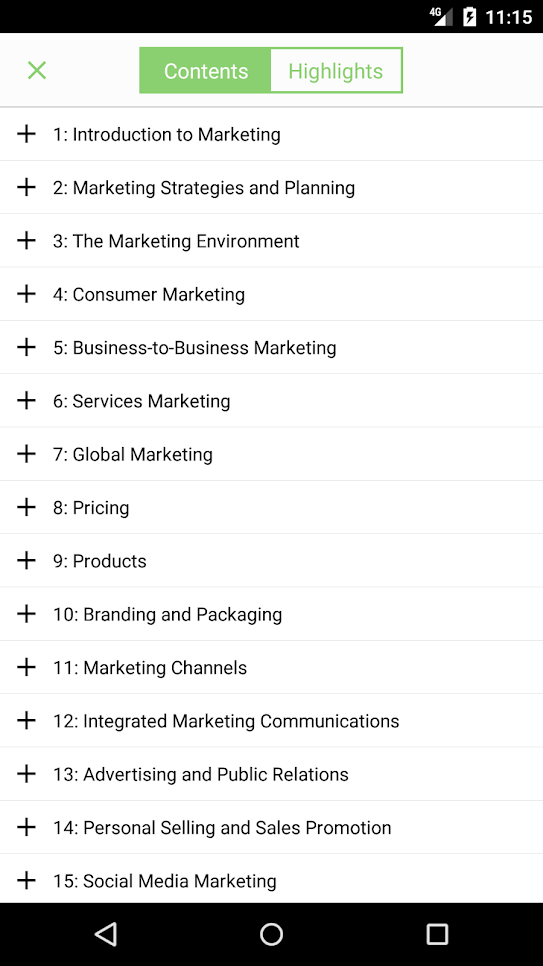 4G 11:15
Contents Highlights
1: Introduction to Marketing
2: Marketing Strategies and Planning
3: The Marketing Environment
4: Consumer Marketing
5: Business-to-Business Marketing
6: Services Marketing
7: Global Marketing
8: Pricing
9: Products
10: Branding and Packaging
11: Marketing Channels
12: Integrated Marketing Communications
13: Advertising and Public Relations
14: Personal Selling and Sales Promotion
15: Social Media Marketing